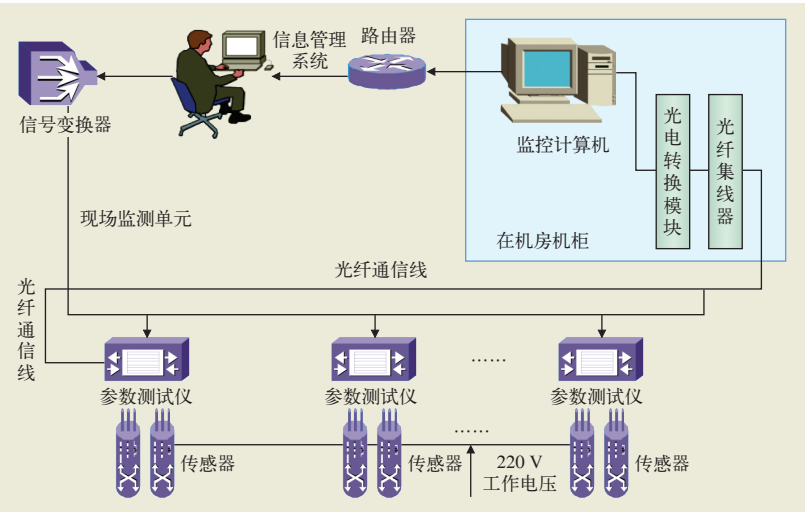 信息管理
系统
路由器
信号变换器
监控计算机
光电转换模块
光纤集线器
在机房机柜
现场监测单元
光纤通信线
光纤通信线
……
参数测试仪
参数测试仪
参数测试仪
……
传感器
传感器
220 V
工作电压
传感器